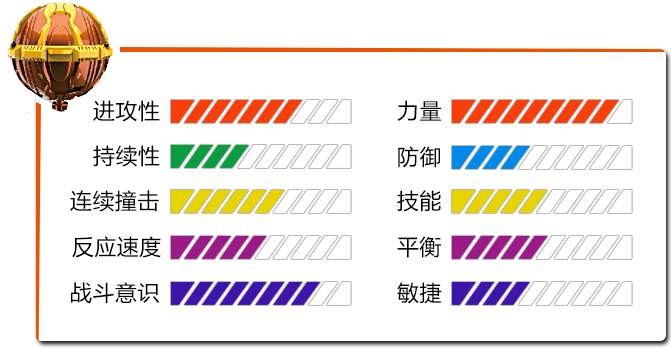 进攻性 力量
持续性 防御
连续撞击 技能
反应速度 平衡
战斗意识 敏捷